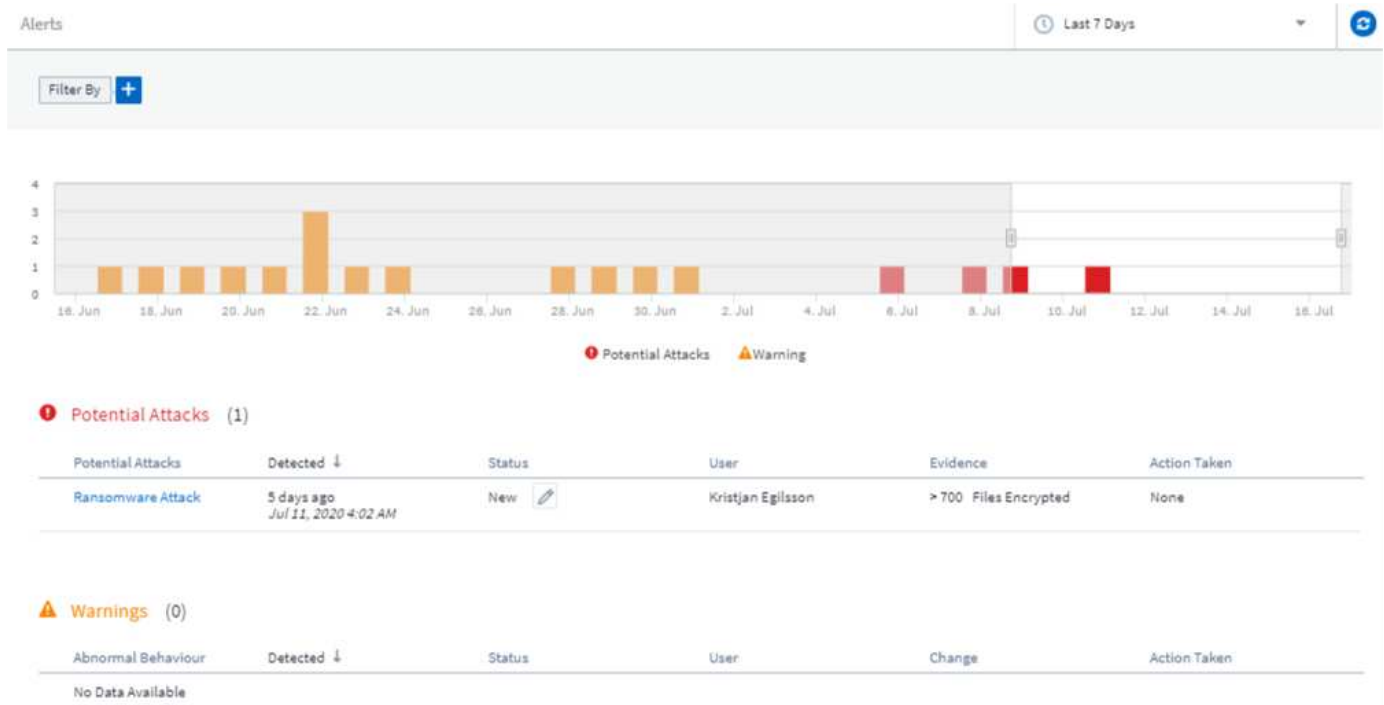 Alerts
Last 7 Days
Filter By
4
3
2
1
0
16. Jun 18. Jun 20. Jun 22. Jun 24. Jun 26. Jun 28. Jun 30. Jun 2. Jul 4. Jul 6. Jul 8. Jul 10. Jul 12. Jul 14. Jul 16. Jul
Potential Attacks Warning
Potential Attacks (1)
Potential Attacks Detected ↓ Status User Evidence Action Taken
Ransomware Attack 5 days ago New Kristjan Egilsson > 700 Files Encrypted None
Jul 11, 2020 4:02 AM
Warnings (0)
Abnormal Behaviour Detected ↓ Status User Change Action Taken
No Data Available